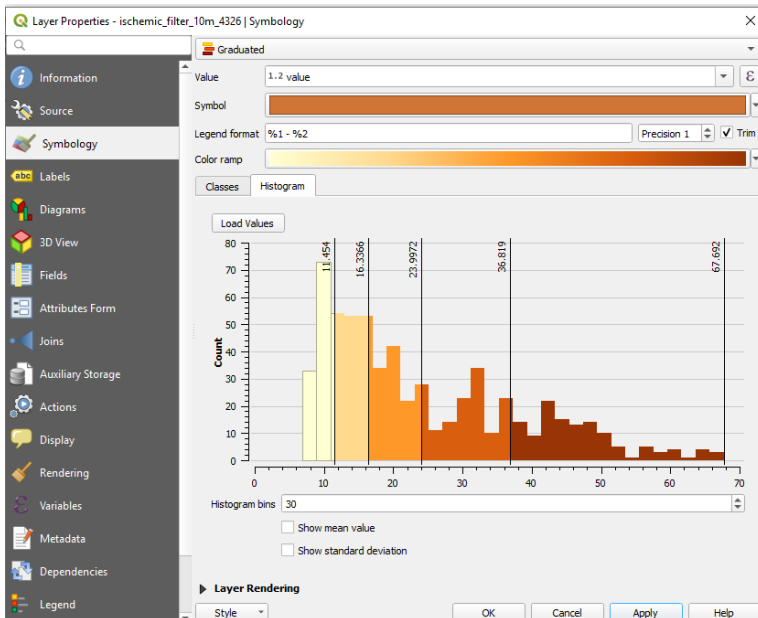 Layer Properties - ischemic_filter_10m_4326 | Symbology
Information
Source
Symbology
abc Labels
Diagrams
3D View
Fields
Attributes Form
Joins
Auxiliary Storage
Actions
Display
Rendering
Variables
Metadata
Dependencies
Legend
Graduated
Value 1.2 value ε
Symbol
Legend format %1 - %2 Precision 1 Trim
Color ramp
Classes Histogram
Load Values
80
70
60
50
40
30
20
10
0
Count
11.454
16.3366
23.9972
36.819
67.692
0 10 20 30 40 50 60 70
Histogram bins 30
Show mean value
Show standard deviation
Layer Rendering
Style OK Cancel Apply Help